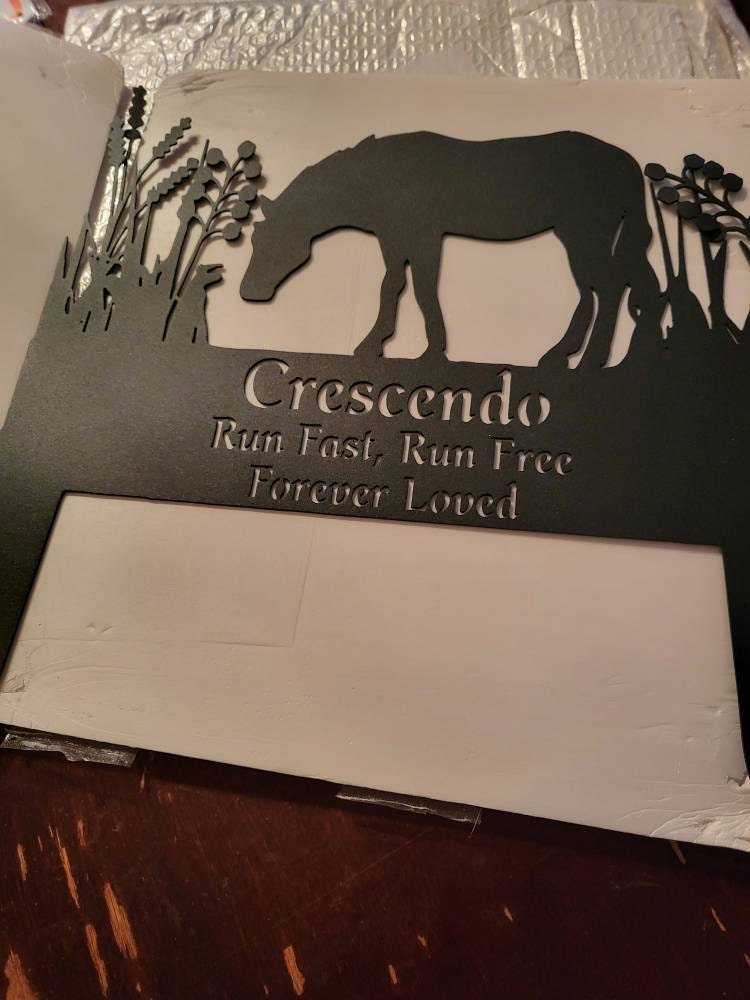 Crescendo
Run Fast, Run Free
Forever Loved